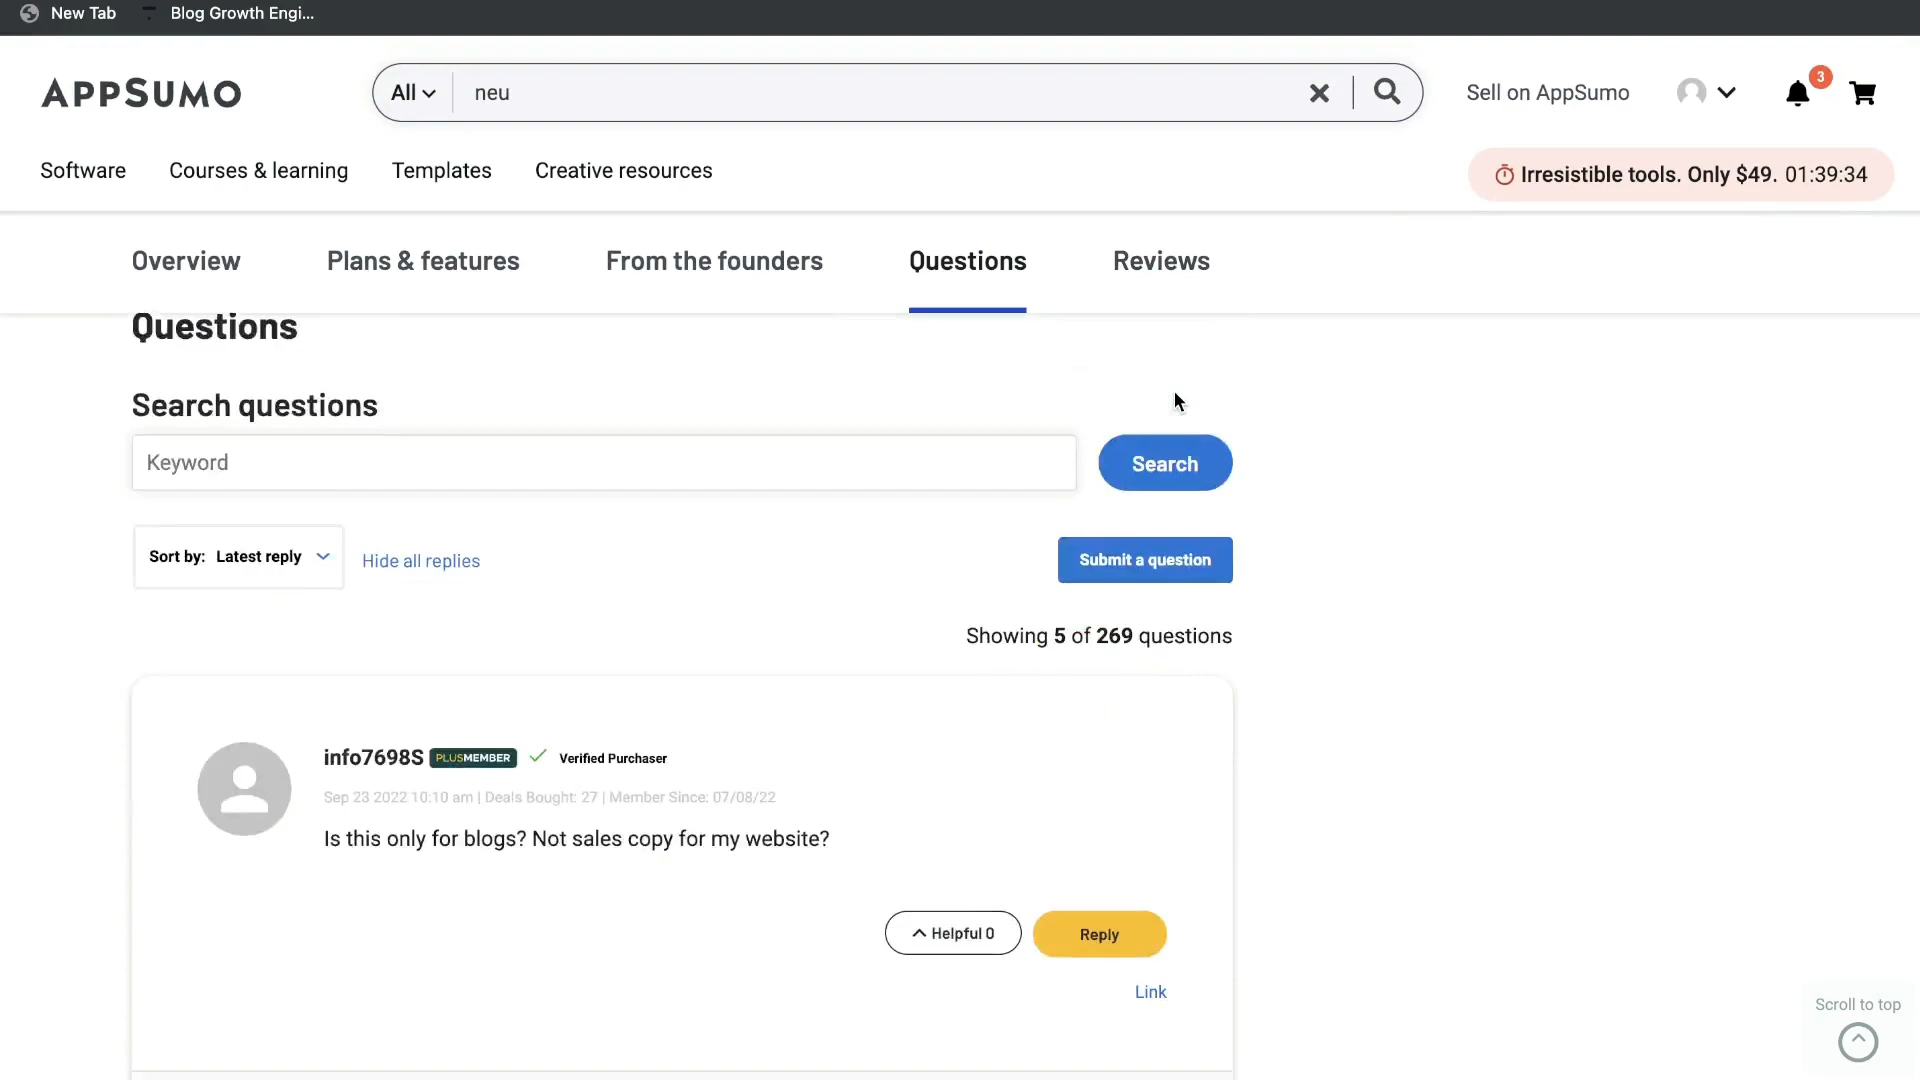 New Tab
Blog Growth Engi...
APPSUMO
All
neu
Sell on AppSumo
3
Software
Courses & learning
Templates
Creative resources
Irresistible tools. Only $49. 01:39:34
Overview
Plans & features
From the founders
Questions
Reviews
Questions
Search questions
Keyword
Search
Sort by: Latest reply
Hide all replies
Submit a question
Showing 5 of 269 questions
info7698S PLUSMEMBER Verified Purchaser
Sep 23 2022 10:10 am | Deals Bought: 27 | Member Since: 07/08/22
Is this only for blogs? Not sales copy for my website?
Helpful 0
Reply
Link
Scroll to top